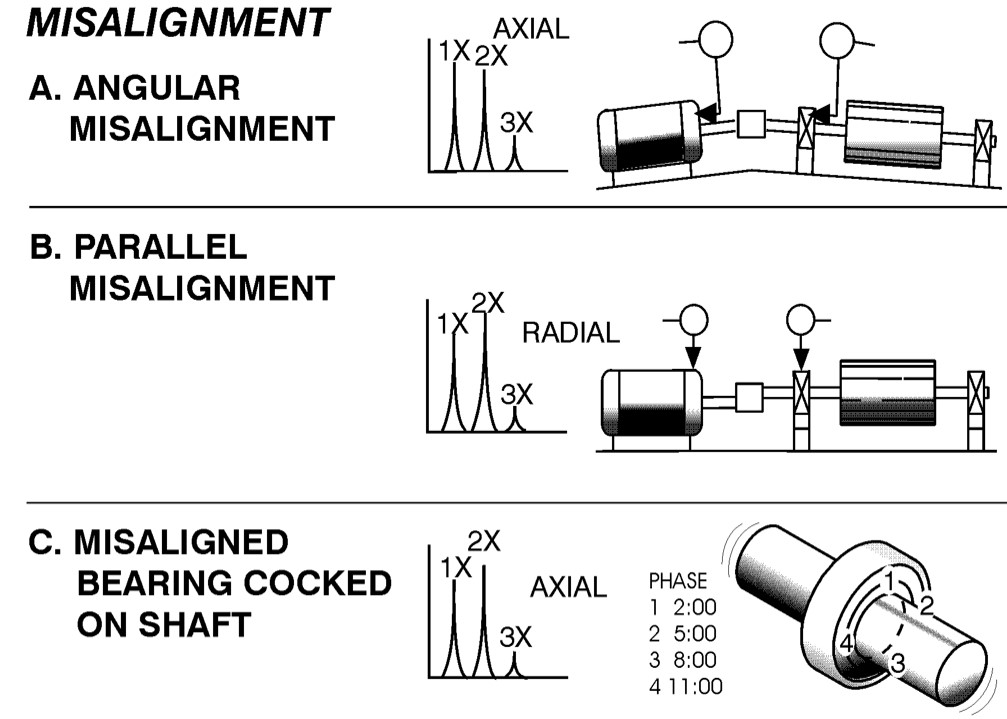 MISALIGNMENT
A. ANGULAR
MISALIGNMENT
AXIAL
1X 2X
3X
B. PARALLEL
MISALIGNMENT
2X
1X
RADIAL
3X
C. MISALIGNED
BEARING COCKED
ON SHAFT
2X
1X
AXIAL
3X
PHASE
1 2:00
2 5:00
3 8:00
4 11:00
1
2
4
3